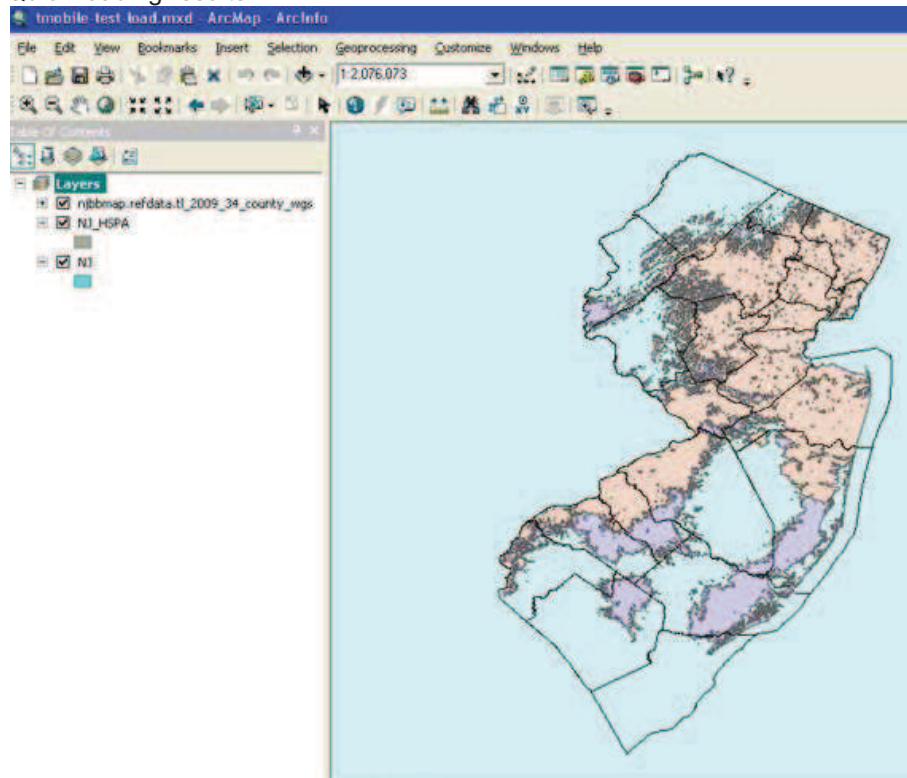 tmobile-test-load.mxd - ArcMap - ArcInfo
File Edit View Bookmarks Insert Selection Geoprocessing Customize Windows Help
1:2,076,073
Table Of Contents
Layers
njbbmap.refdata.tl_2009_34_county_wgs
NJ_HSPA
NJ